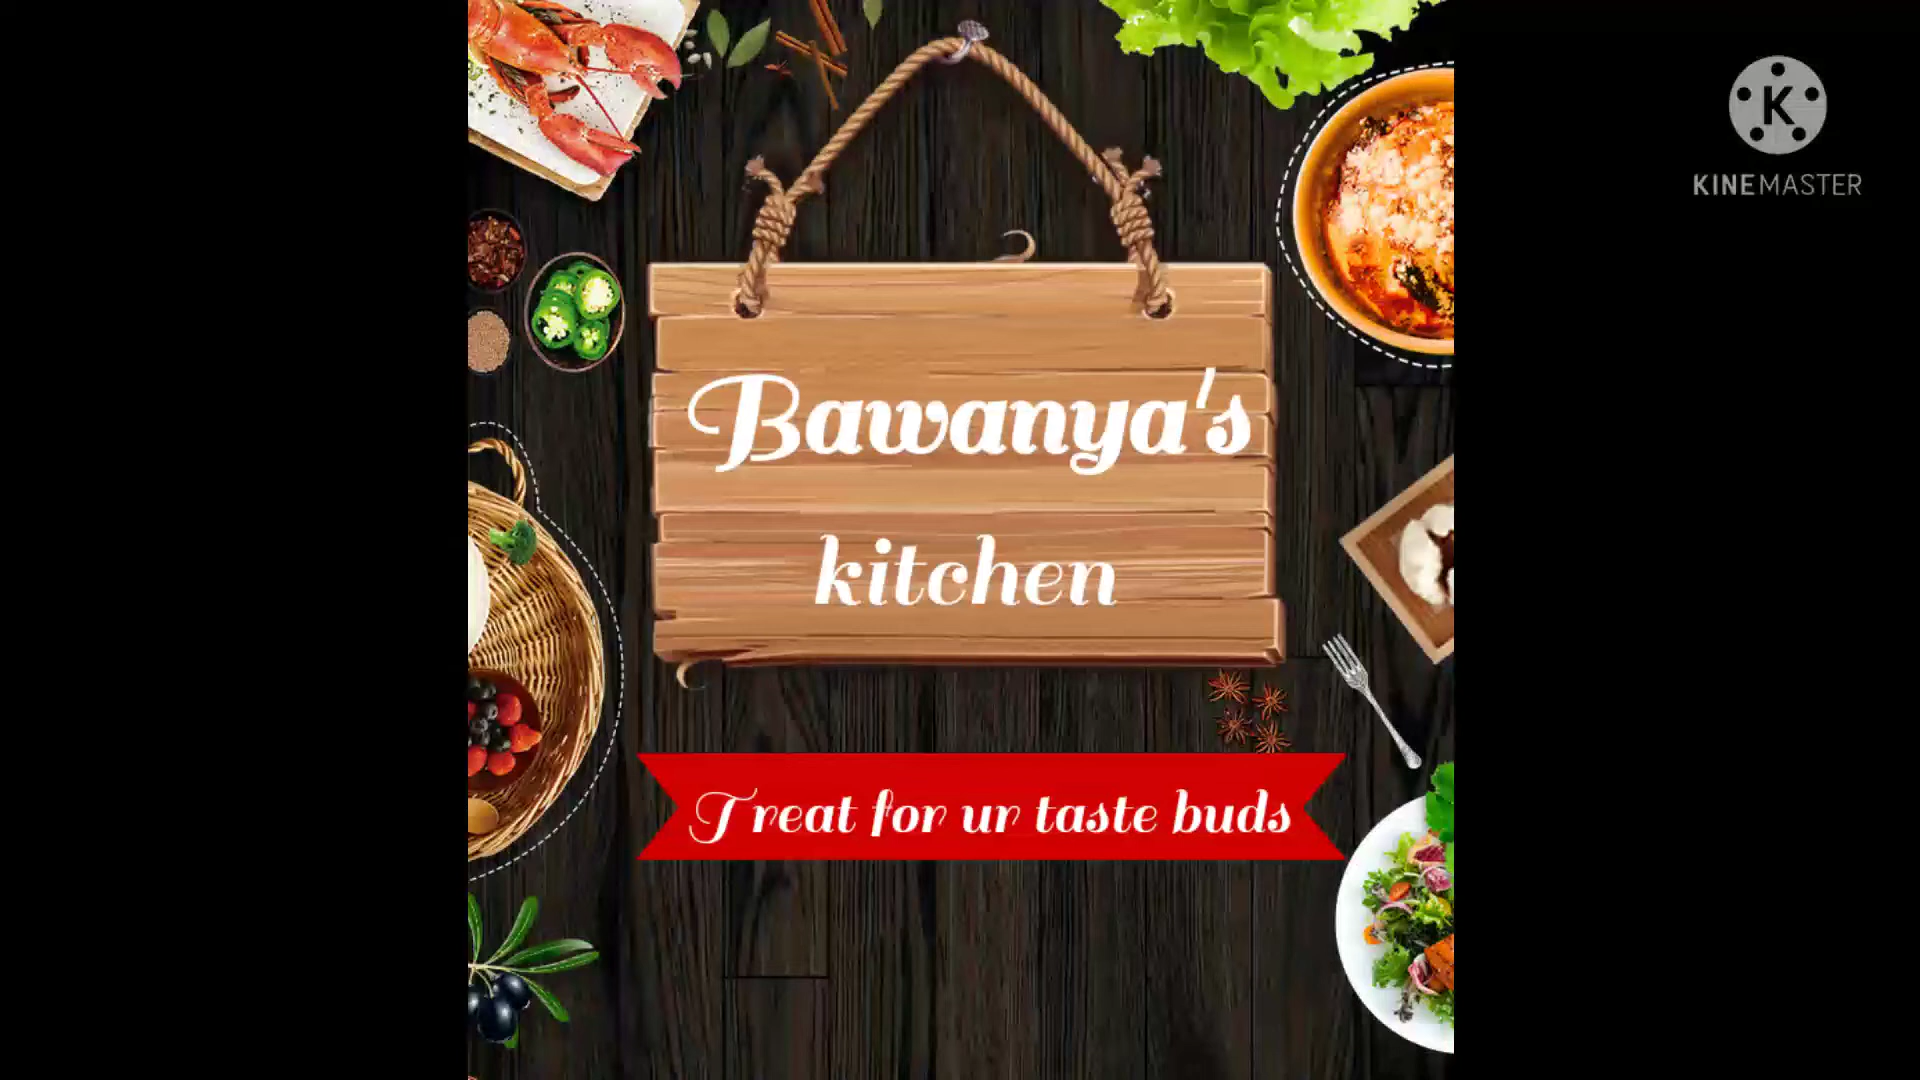 K
KINEMASTER
Bawanya's
kitchen
Treat for ur taste buds